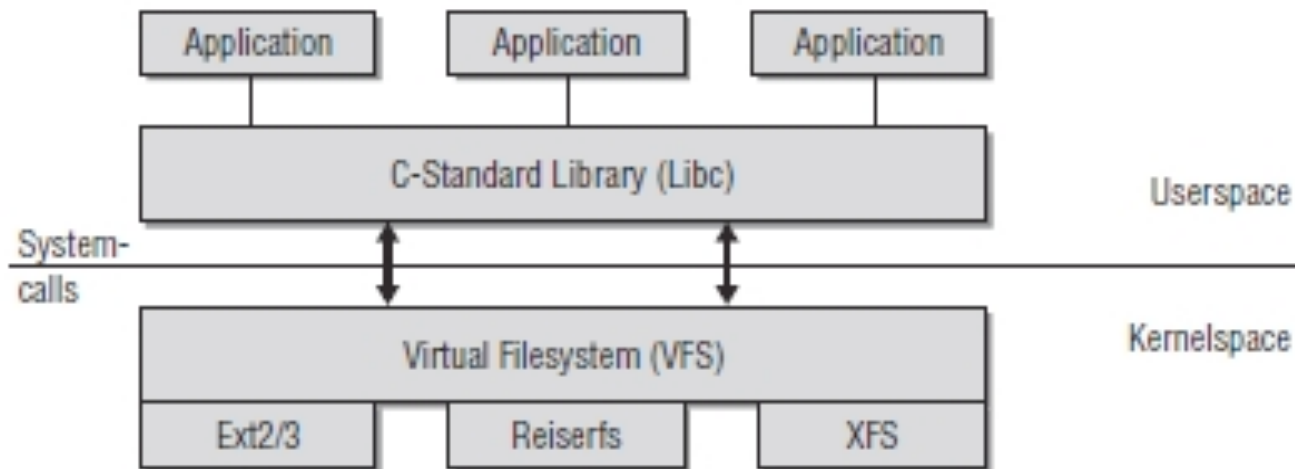 Application
Application
Application
C-Standard Library (Libc)
Userspace
System-
calls
Virtual Filesystem (VFS)
Kernelspace
Ext2/3
Reiserfs
XFS